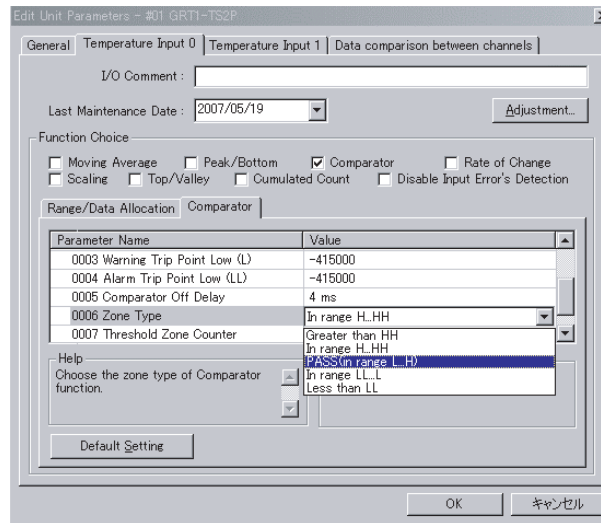 Edit Unit Parameters - #01 GRT1-TS2P
General Temperature Input 0 Temperature Input 1 Data comparison between channels
I/O Comment :
Last Maintenance Date : 2007/05/19 Adjustment...
Function Choice
Moving Average Peak/Bottom Comparator Rate of Change
Scaling Top/Valley Cumulated Count Disable Input Error's Detection
Range/Data Allocation Comparator
Parameter Name Value
0003 Warning Trip Point Low (L) -415000
0004 Alarm Trip Point Low (LL) -415000
0005 Comparator Off Delay 4 ms
0006 Zone Type In range H...HH
0007 Threshold Zone Counter Greater than HH
In range H...HH
PASS(in range L...H)
In range LL...L
Less than LL
Help
Choose the zone type of Comparator
function.
Default Setting
OK キャンセル